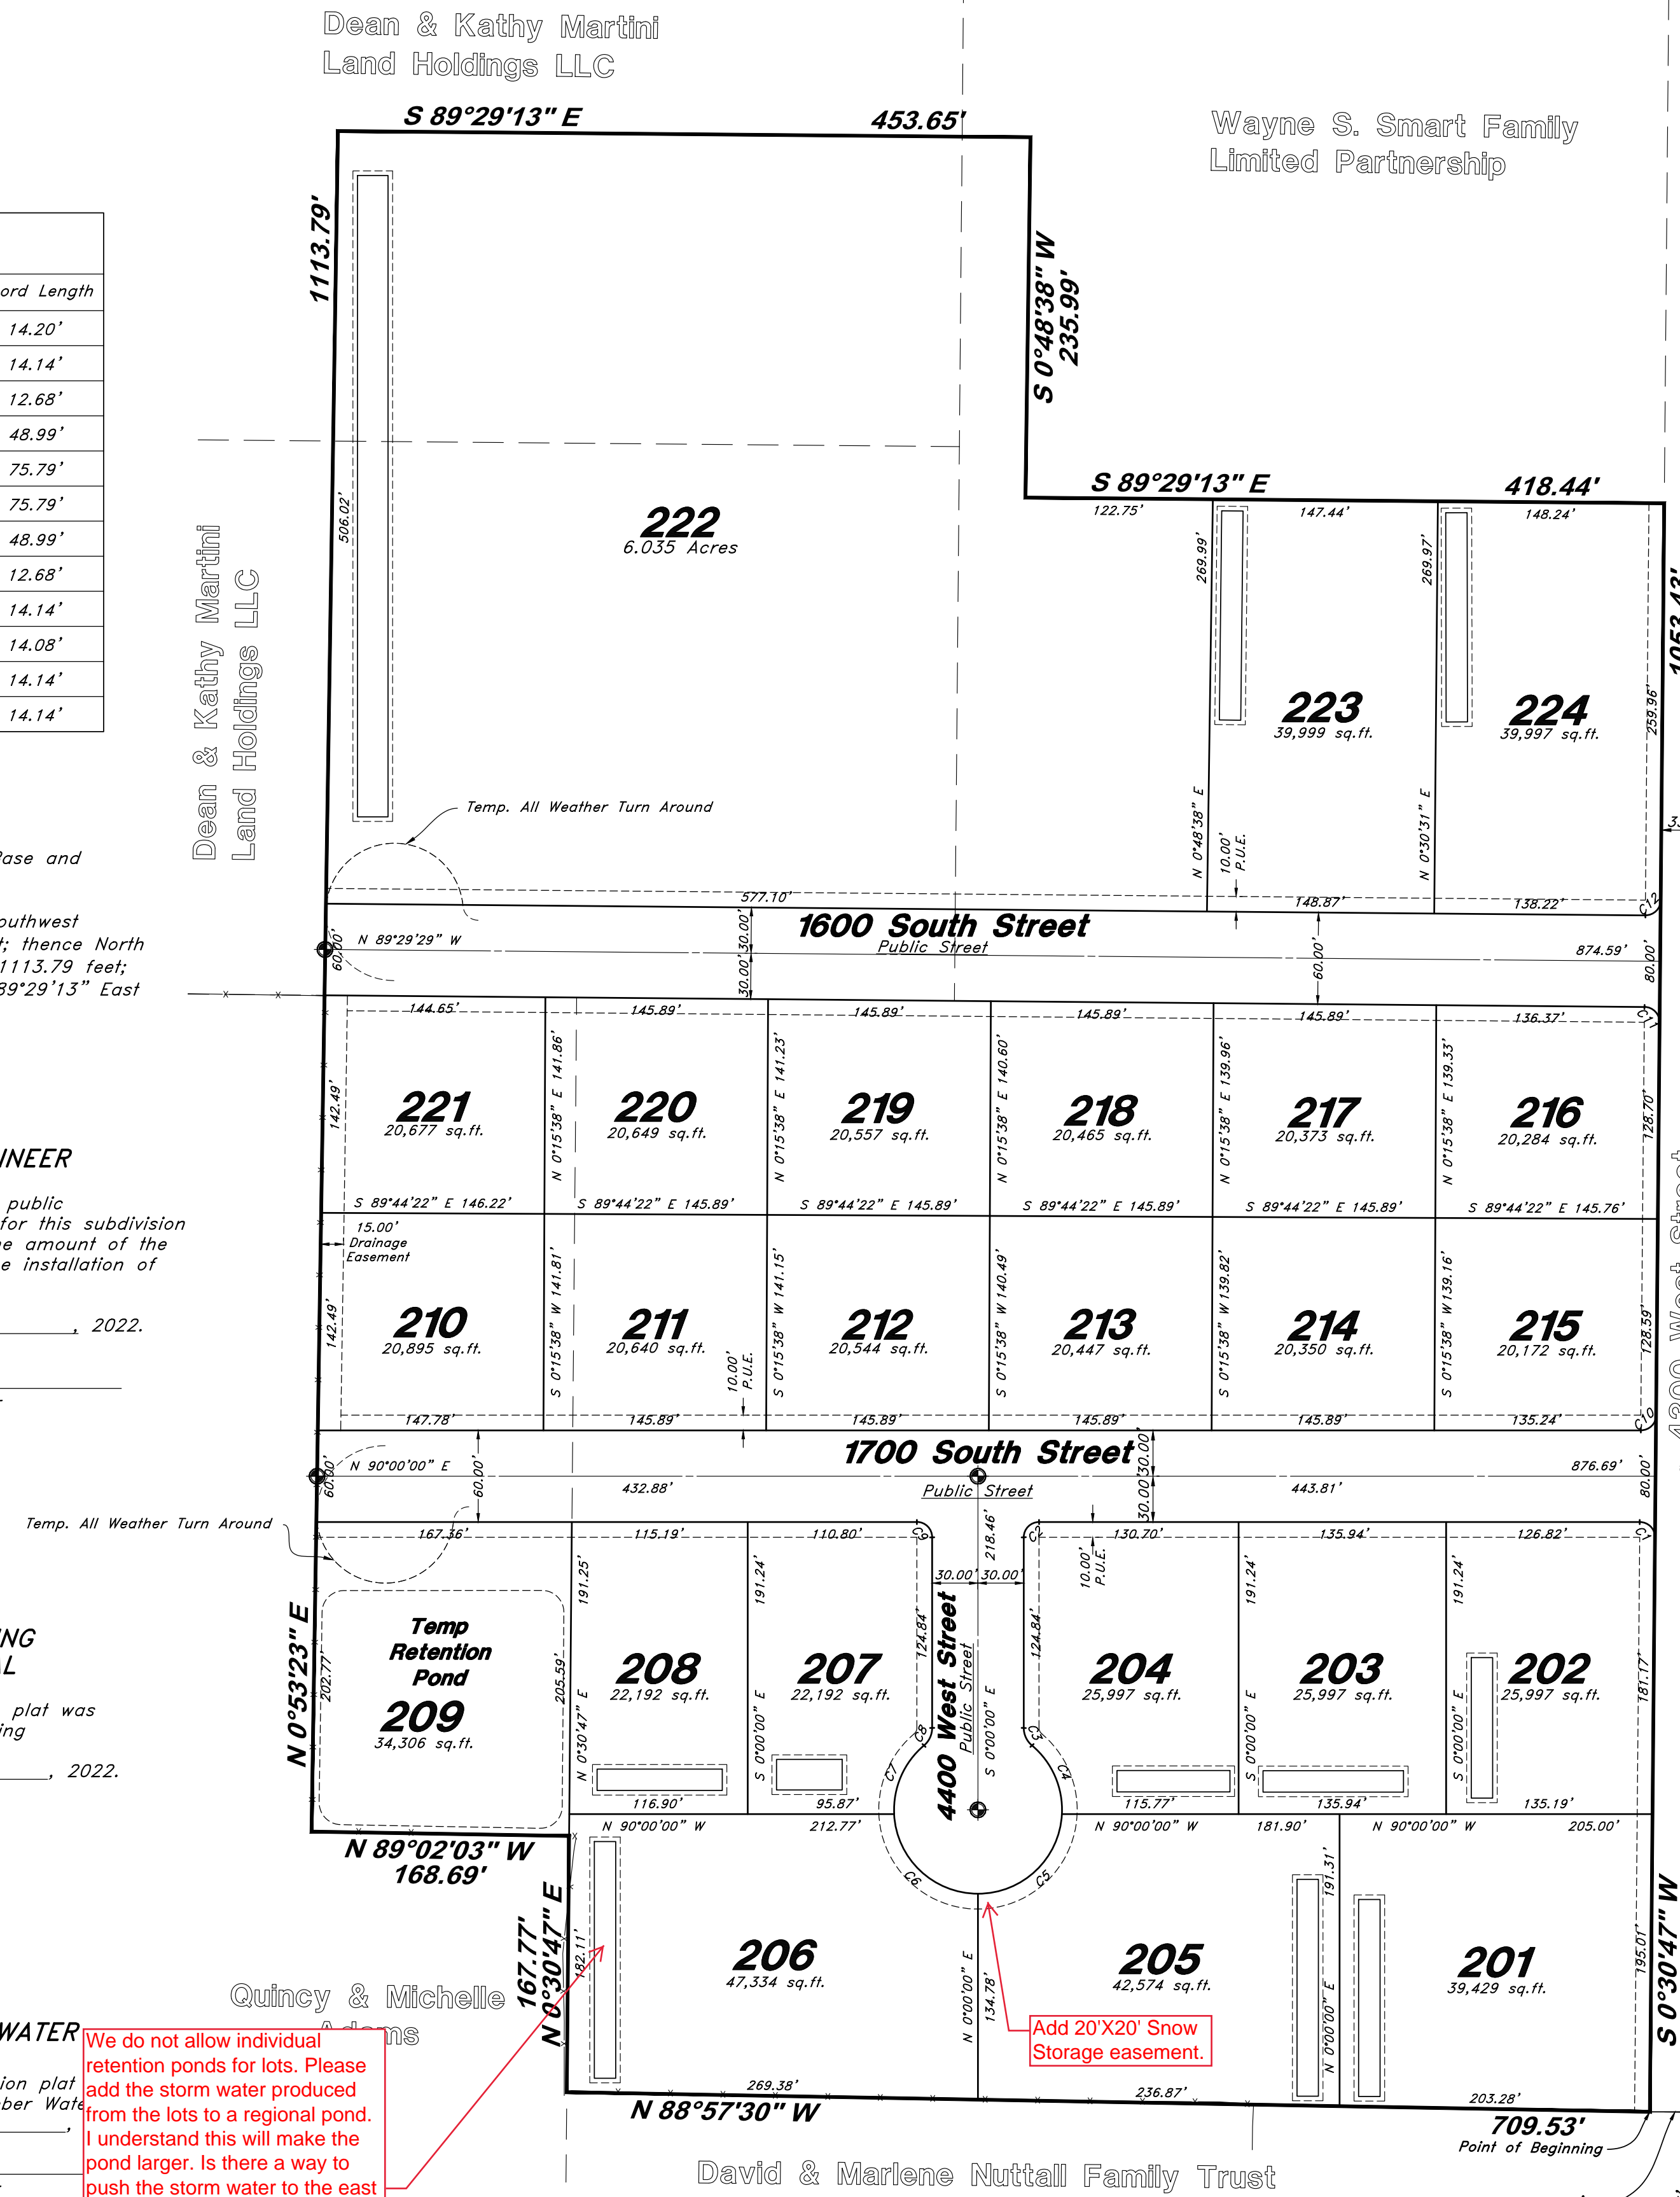 Dean & Kathy Martini
Land Holdings LLC
Wayne S. Smart Family
Limited Partnership
S 89°29'13" E
453.65'
1113.79'
S 0°48'38" W
235.99'
ord Length
14.20'
14.14'
12.68'
48.99'
75.79'
75.79'
48.99'
12.68'
14.14'
14.08'
14.14'
14.14'
Dean & Kathy Martini
Land Holdings LLC
506.02'
222
6.035 Acres
S 89°29'13" E
418.44'
122.75'
147.44'
148.24'
269.99'
269.97'
1053.43'
223
39,999 sq.ft.
224
39,997 sq.ft.
259.96'
N 0°48'38" E
10.00'
P.U.E.
N 0°30'31" E
33
Temp. All Weather Turn Around
Base and
outhwest
t; thence North
1113.79 feet;
89°29'13" East
577.10'
148.87'
138.22'
C12
1600 South Street
Public Street
N 89°29'29" W
60.00'
30.00'
30.00'
60.00'
874.59'
80.00'
144.65'
145.89'
145.89'
145.89'
145.89'
136.37'
C11
142.49'
221
20,677 sq.ft.
N 0°15'38" E 141.86'
220
20,649 sq.ft.
N 0°15'38" E 141.23'
219
20,557 sq.ft.
N 0°15'38" E 140.60'
218
20,465 sq.ft.
N 0°15'38" E 139.96'
217
20,373 sq.ft.
N 0°15'38" E 139.33'
216
20,284 sq.ft.
128.70'
S 89°44'22" E 146.22'
S 89°44'22" E 145.89'
S 89°44'22" E 145.89'
S 89°44'22" E 145.89'
S 89°44'22" E 145.89'
S 89°44'22" E 145.76'
15.00'
Drainage
Easement
INEER
public
for this subdivision
he amount of the
e installation of
, 2022.
142.49'
210
20,895 sq.ft.
S 0°15'38" W 141.81'
211
20,640 sq.ft.
10.00'
P.U.E.
S 0°15'38" W 141.15'
212
20,544 sq.ft.
S 0°15'38" W 140.49'
213
20,447 sq.ft.
S 0°15'38" W 139.82'
214
20,350 sq.ft.
S 0°15'38" W 139.16'
215
20,172 sq.ft.
128.59'
4200 West Street
147.78'
145.89'
145.89'
145.89'
145.89'
135.24'
C10
1700 South Street
Public Street
N 90°00'00" E
60.00'
60.00'
432.88'
30.00'
30.00'
443.81'
876.69'
80.00'
Temp. All Weather Turn Around
167.36'
115.19'
110.80'
C9
218.46'
C2
130.70'
135.94'
126.82'
C1
10.00'
P.U.E.
30.00'
30.00'
N 0°53'23" E
202.77'
Temp
Retention
Pond
209
34,306 sq.ft.
205.59'
191.25'
N 0°30'47" E
208
22,192 sq.ft.
191.24'
S 0°00'00" E
207
22,192 sq.ft.
124.84'
4400 West Street
Public Street
S 0°00'00" E
124.84'
204
25,997 sq.ft.
191.24'
S 0°00'00" E
203
25,997 sq.ft.
191.24'
S 0°00'00" E
202
25,997 sq.ft.
181.17'
NG
AL
plat was
ing
, 2022.
C8
C7
C6
C3
C4
C5
116.90'
95.87'
115.77'
135.94'
135.19'
N 90°00'00" W
212.77'
N 90°00'00" W
181.90'
N 90°00'00" W
205.00'
N 89°02'03" W
168.69'
167.77'
N 0°30'47" E
182.11'
206
47,334 sq.ft.
N 0°00'00" E
134.78'
205
42,574 sq.ft.
191.31'
N 0°00'00" E
201
39,429 sq.ft.
195.01'
S 0°30'47" W
Quincy & Michelle
Adams
WATER
ion plat
ber Wate
,
We do not allow individual
retention ponds for lots. Please
add the storm water produced
from the lots to a regional pond.
I understand this will make the
pond larger. Is there a way to
push the storm water to the east
Add 20'X20' Snow
Storage easement.
269.38'
236.87'
203.28'
N 88°57'30" W
709.53'
Point of Beginning
David & Marlene Nuttall Family Trust